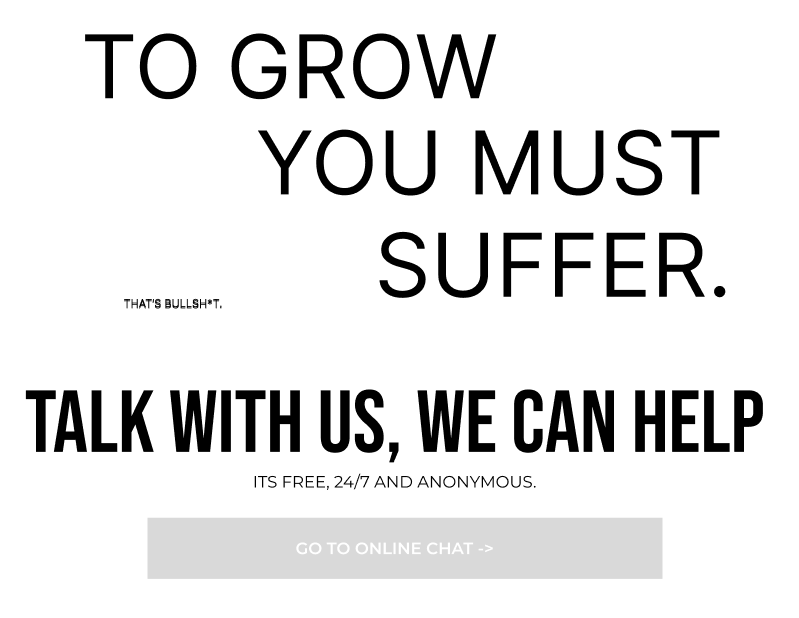 TO GROW
YOU MUST
SUFFER.
THAT'S BULLSH*T.
TALK WITH US, WE CAN HELP
ITS FREE, 24/7 AND ANONYMOUS.
GO TO ONLINE CHAT ->